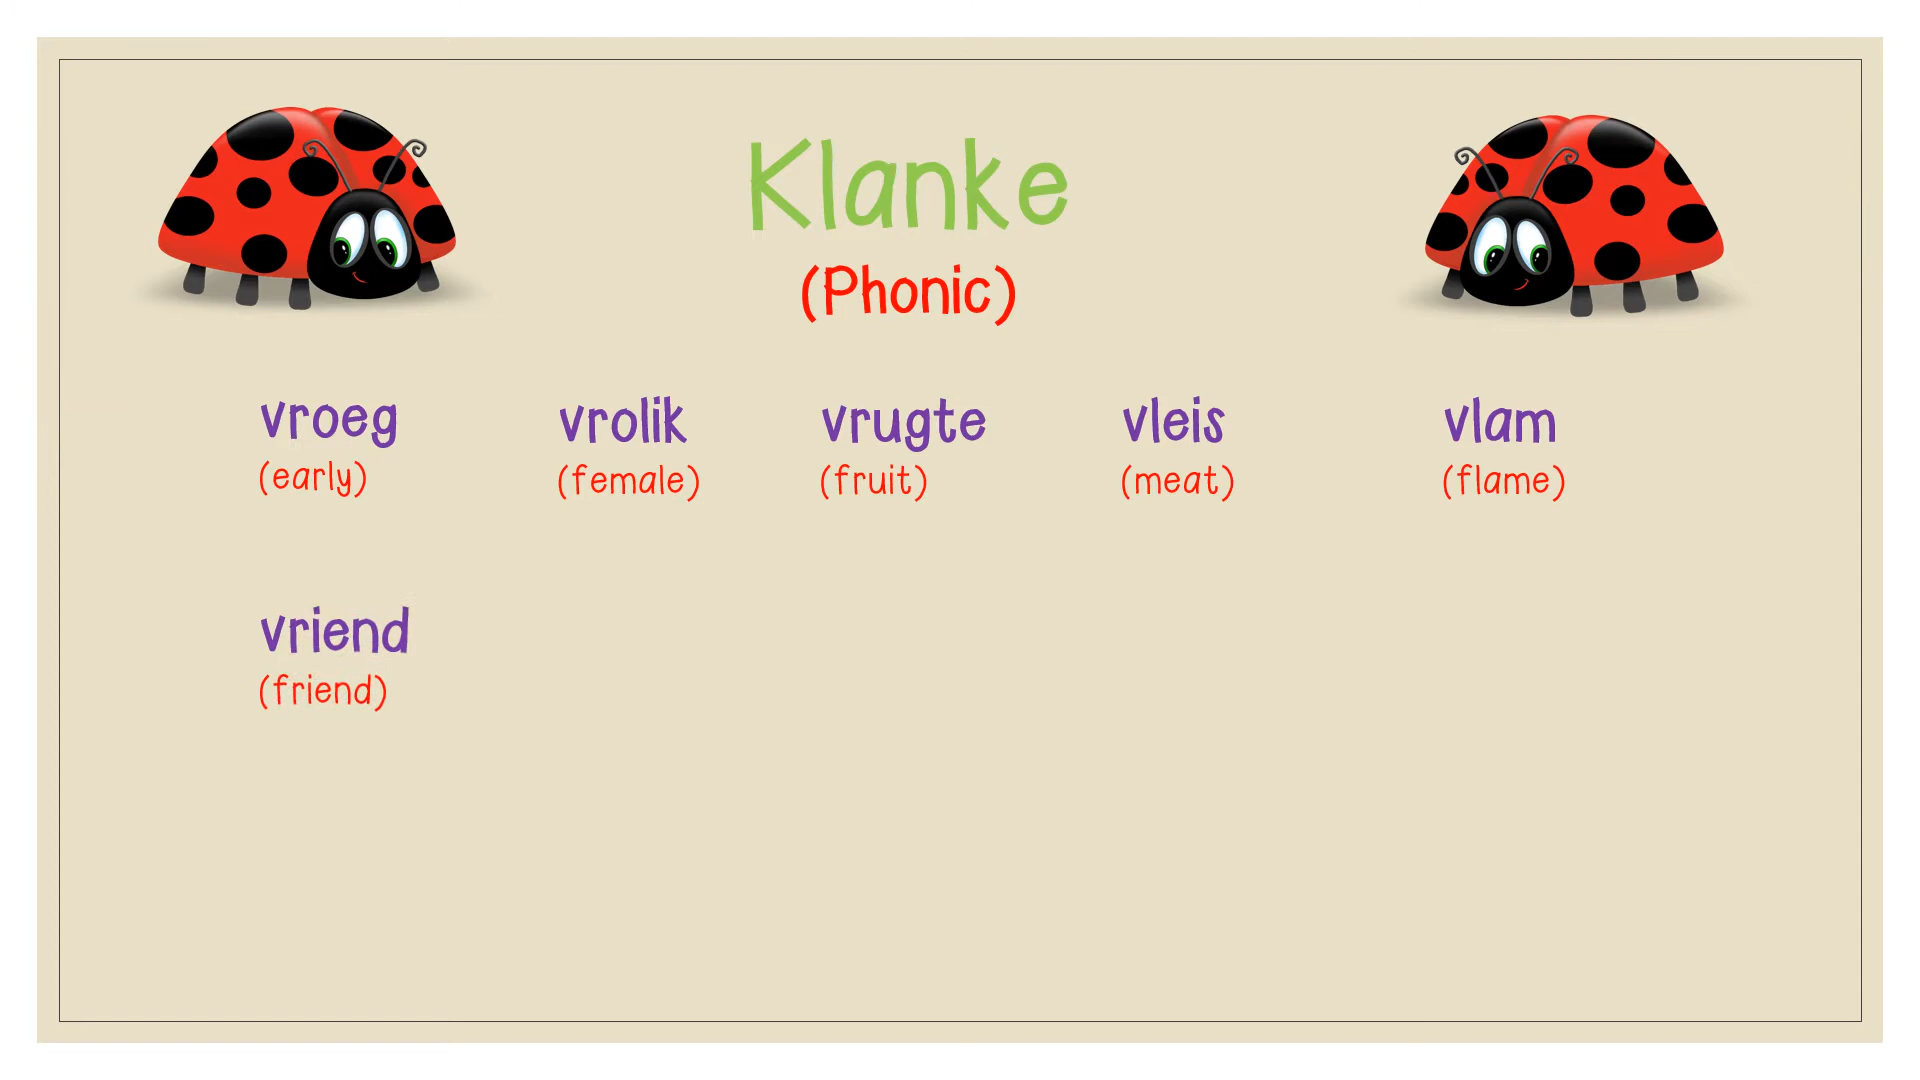 Klanke
(Phonic)
vroeg vrolik vrugte vleis vlam
(early) (female) (fruit) (meat) (flame)
vriend
(friend)